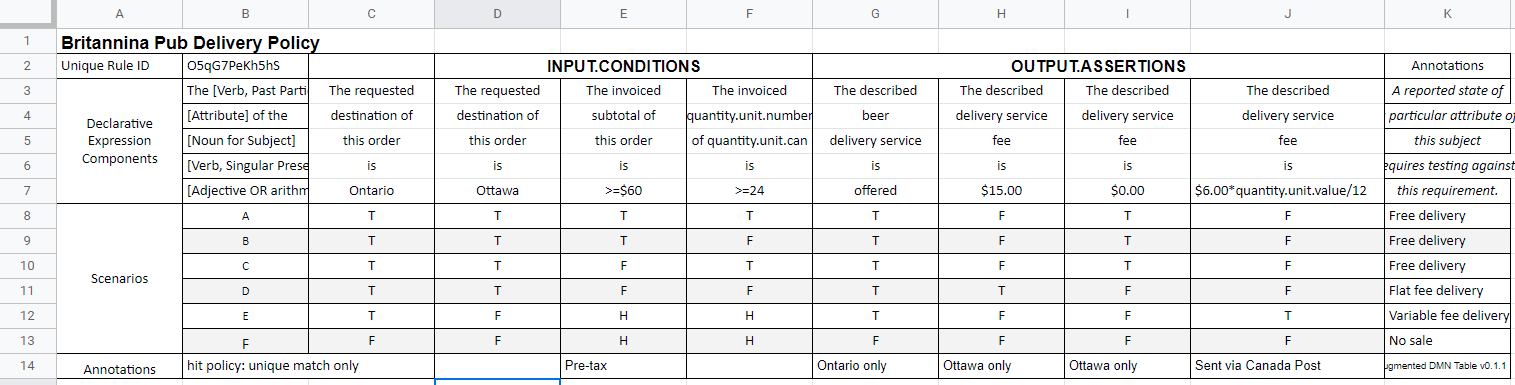 A B C D E F G H I J K
1 Britannina Pub Delivery Policy
2 Unique Rule ID O5qG7PeKh5hS INPUT.CONDITIONS OUTPUT.ASSERTIONS Annotations
3 The [Verb, Past Parti The requested The requested The invoiced The invoiced The described The described The described The described A reported state of
4 [Attribute] of the destination of destination of subtotal of quantity.unit.number beer delivery service delivery service delivery service particular attribute of
Declarative Expression Components
5 [Noun for Subject] this order this order this order of quantity.unit.can delivery service fee fee fee this subject
6 [Verb, Singular Prese is is is is is is is is equires testing against
7 [Adjective OR arithm Ontario Ottawa >=$60 >=24 offered $15.00 $0.00 $6.00*quantity.unit.value/12 this requirement.
8 A T T T T T F T F Free delivery
9 B T T T F T F T F Free delivery
10 C T T F T T F T F Free delivery
Scenarios
11 D T T F F T T F F Flat fee delivery
12 E T F H H T F F T Variable fee delivery
13 F F F H H F F F F No sale
14 Annotations hit policy: unique match only Pre-tax Ontario only Ottawa only Ottawa only Sent via Canada Post ugmented DMN Table v0.1.1